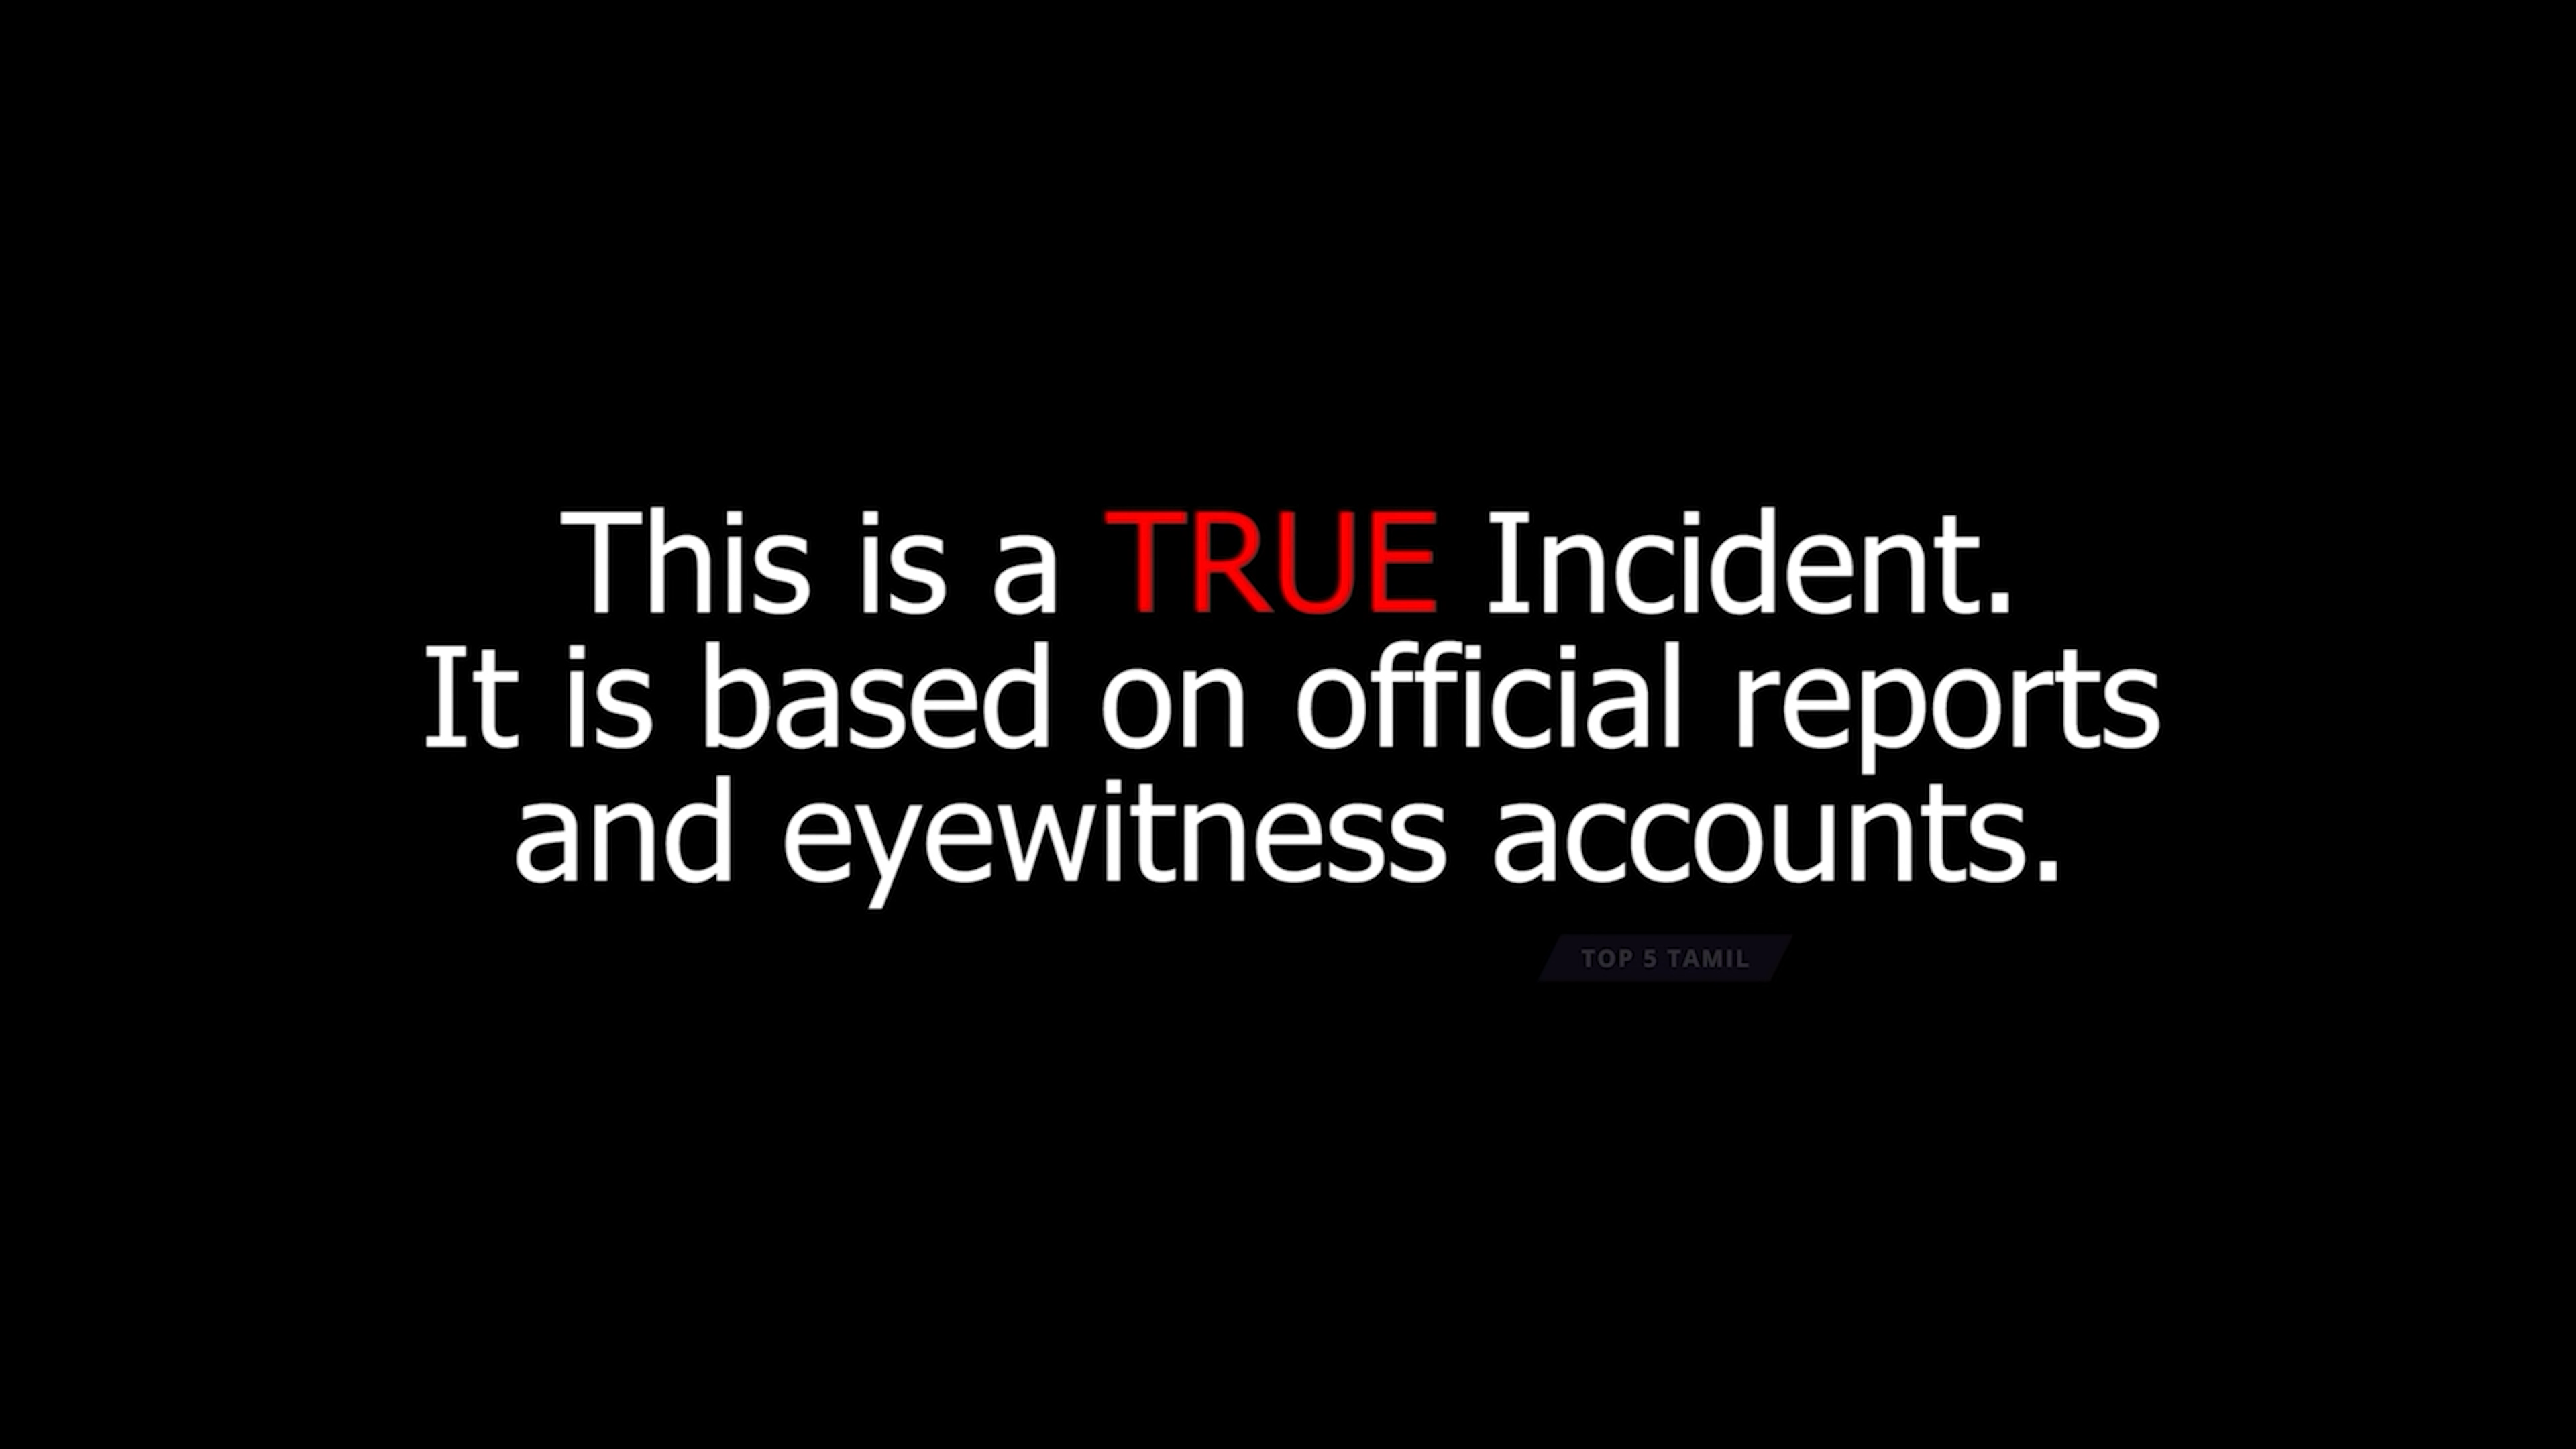 This is a TRUE Incident.
It is based on official reports
and eyewitness accounts.
TOP 5 TAMIL